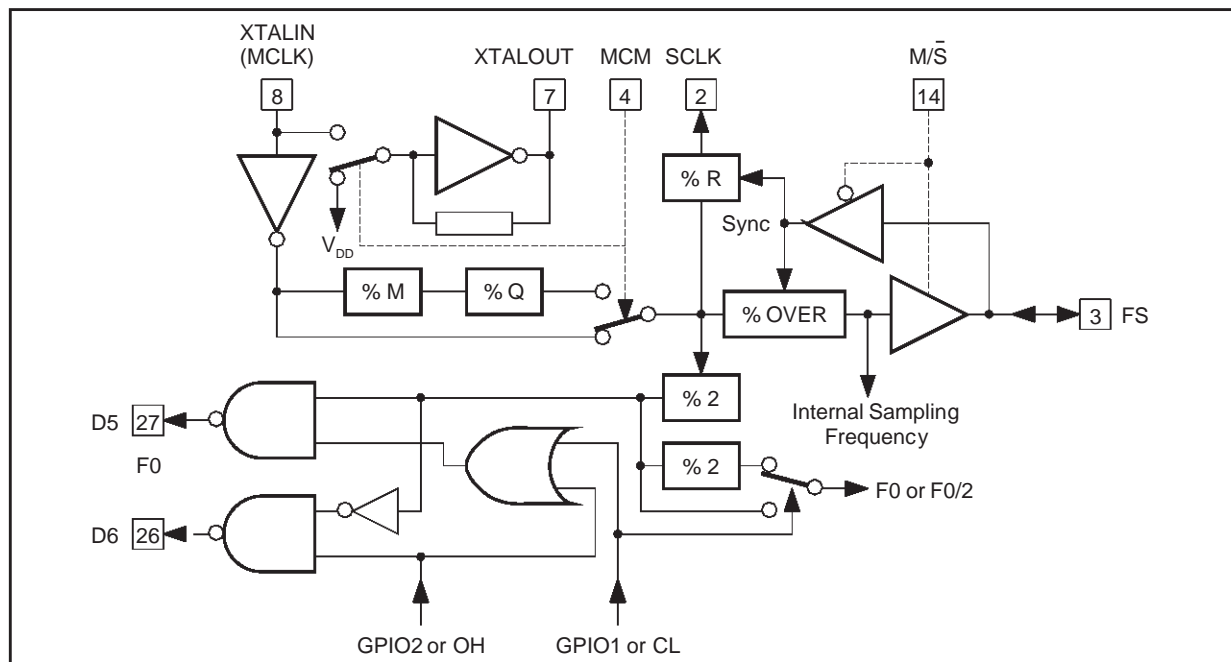 XTALIN
(MCLK)
XTALOUT
MCM
SCLK
M/S̄
8
7
4
2
14
% R
Sync
VDD
% M
% Q
% OVER
3
FS
% 2
D5
27
F0
Internal Sampling
Frequency
% 2
F0 or F0/2
D6
26
GPIO2 or OH
GPIO1 or CL